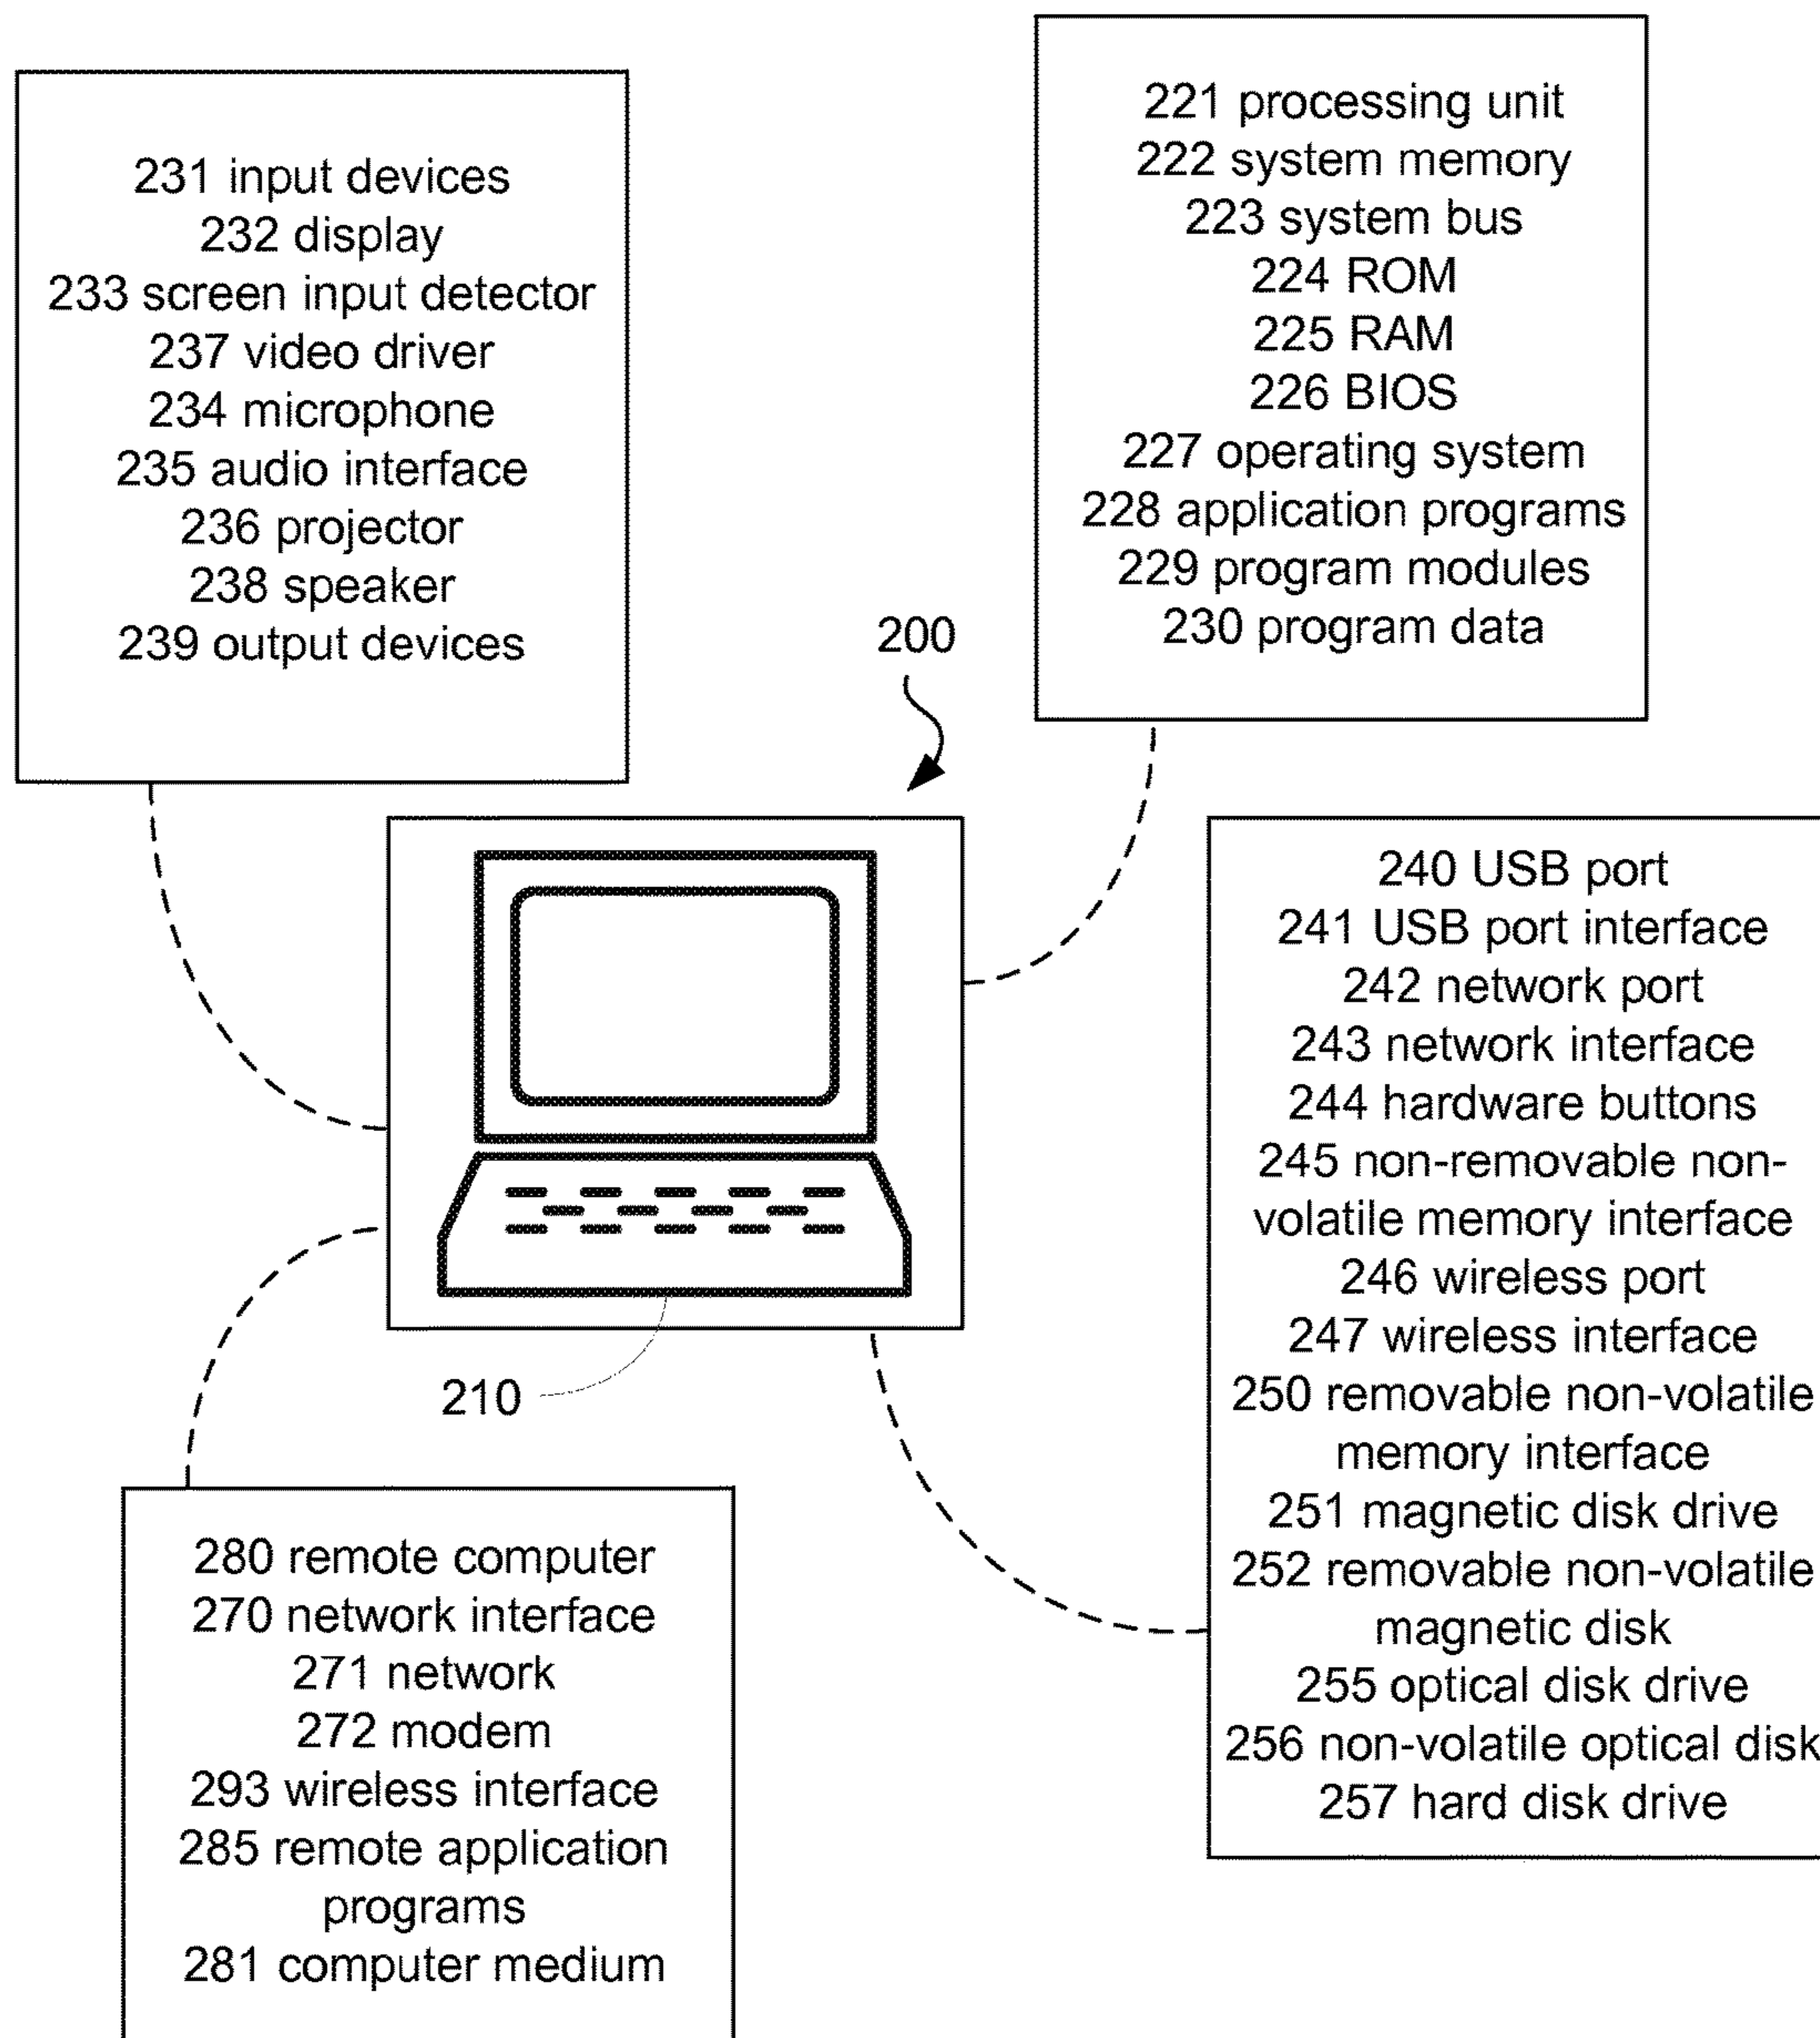 231 input devices
232 display
233 screen input detector
237 video driver
234 microphone
235 audio interface
236 projector
238 speaker
239 output devices
221 processing unit
222 system memory
223 system bus
224 ROM
225 RAM
226 BIOS
227 operating system
228 application programs
229 program modules
230 program data
200
210
240 USB port
241 USB port interface
242 network port
243 network interface
244 hardware buttons
245 non-removable non-
volatile memory interface
246 wireless port
247 wireless interface
250 removable non-volatile
memory interface
251 magnetic disk drive
252 removable non-volatile
magnetic disk
255 optical disk drive
256 non-volatile optical disk
257 hard disk drive
280 remote computer
270 network interface
271 network
272 modem
293 wireless interface
285 remote application
programs
281 computer medium